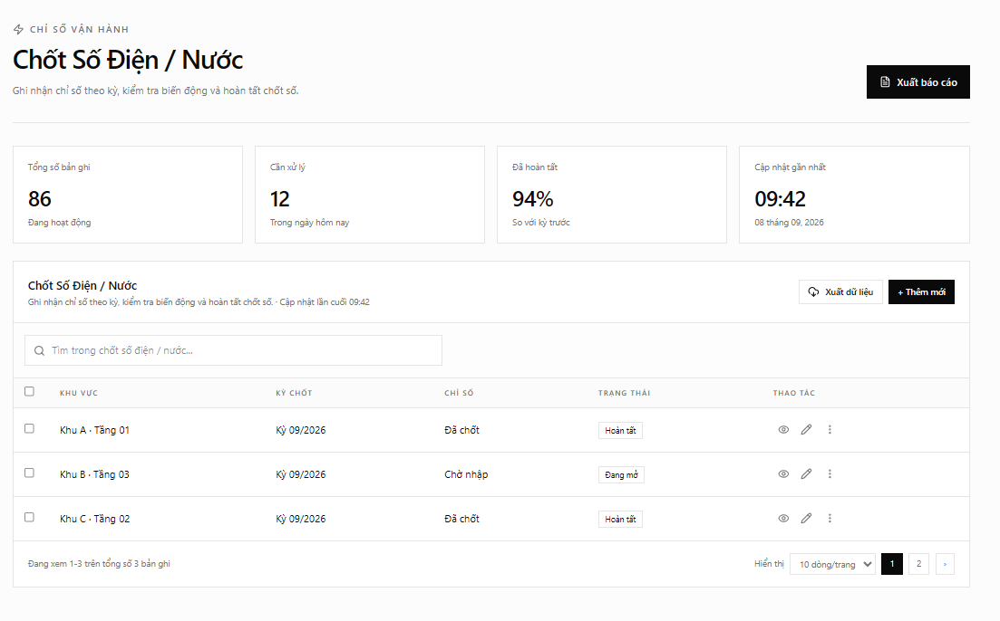 CHỈ SỐ VẬN HÀNH
Chốt Số Điện / Nước
Ghi nhận chỉ số theo kỳ, kiểm tra biến động và hoàn tất chốt số.
Xuất báo cáo
Tổng số bản ghi
86
Đang hoạt động
Cần xử lý
12
Trong ngày hôm nay
Đã hoàn tất
94%
So với kỳ trước
Cập nhật gần nhất
09:42
08 tháng 09, 2026
Chốt Số Điện / Nước
Ghi nhận chỉ số theo kỳ, kiểm tra biến động và hoàn tất chốt số. · Cập nhật lần cuối 09:42
Xuất dữ liệu
+ Thêm mới
Tìm trong chốt số điện / nước...
KHU VỰC KỲ CHỐT CHỈ SỐ TRẠNG THÁI THAO TÁC
Khu A · Tầng 01 Kỳ 09/2026 Đã chốt Hoàn tất
Khu B · Tầng 03 Kỳ 09/2026 Chờ nhập Đang mở
Khu C · Tầng 02 Kỳ 09/2026 Đã chốt Hoàn tất
Đang xem 1-3 trên tổng số 3 bản ghi
Hiển thị 10 dòng/trang 1 2 ›